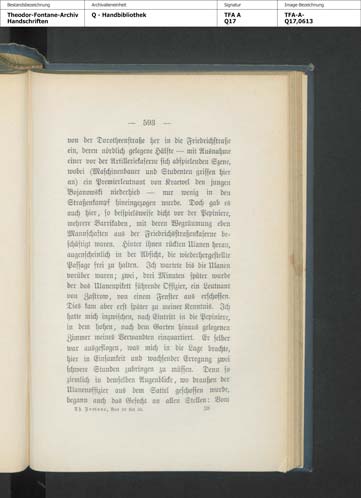 Bestandsbezeichnung
Archivalieneinheit
Signatur
Image-Bezeichnung
Theodor-Fontane-Archiv
Handschriften
Q - Handbibliothek
TFA A
Q17
TFA-A-
Q17,0613
— 593 —
von der Dorotheenstraße her in die Friedrichstraße
ein, deren nördlich gelegene Hälfte — mit Ausnahme
einer vor der Artilleriekaserne sich abspielenden Szene,
wobei (Maschinenbauer und Studenten griffen hier
an) ein Premierleutnant von Kraewel den jungen
Bojanowski niederhieb — nur wenig in den
Straßenkampf hineingezogen wurde. Doch gab es
auch hier, so beispielsweise dicht vor der Pepiniere,
mehrere Barrikaden, mit deren Wegräumung eben
Mannschaften aus der Friedrichsstraßenkaserne be-
schäftigt waren. Hinter ihnen rückten Ulanen heran,
augenscheinlich in der Absicht, die wiederhergestellte
Passage frei zu halten. Ich wartete bis die Ulanen
vorüber waren; zwei, drei Minuten später wurde
der das Ulanenpikett führende Offizier, ein Leutnant
von Zastrow, von einem Fenster aus erschossen.
Dies kam aber erst später zu meiner Kenntnis. Ich
hatte mich inzwischen, nach Eintritt in die Pepiniere,
in dem hohen, nach dem Garten hinaus gelegenen
Zimmer meines Verwandten einquartiert. Er selber
war ausgeflogen, was mich in die Lage brachte,
hier in Einsamkeit und wachsender Erregung zwei
schwere Stunden zubringen zu müssen. Denn so
ziemlich in demselben Augenblicke, wo draußen der
Ulanenoffizier aus dem Sattel geschossen wurde,
begann auch das Gefecht an allen Stellen: Vom
Th. Fontane, Von 20 bis 30.
38